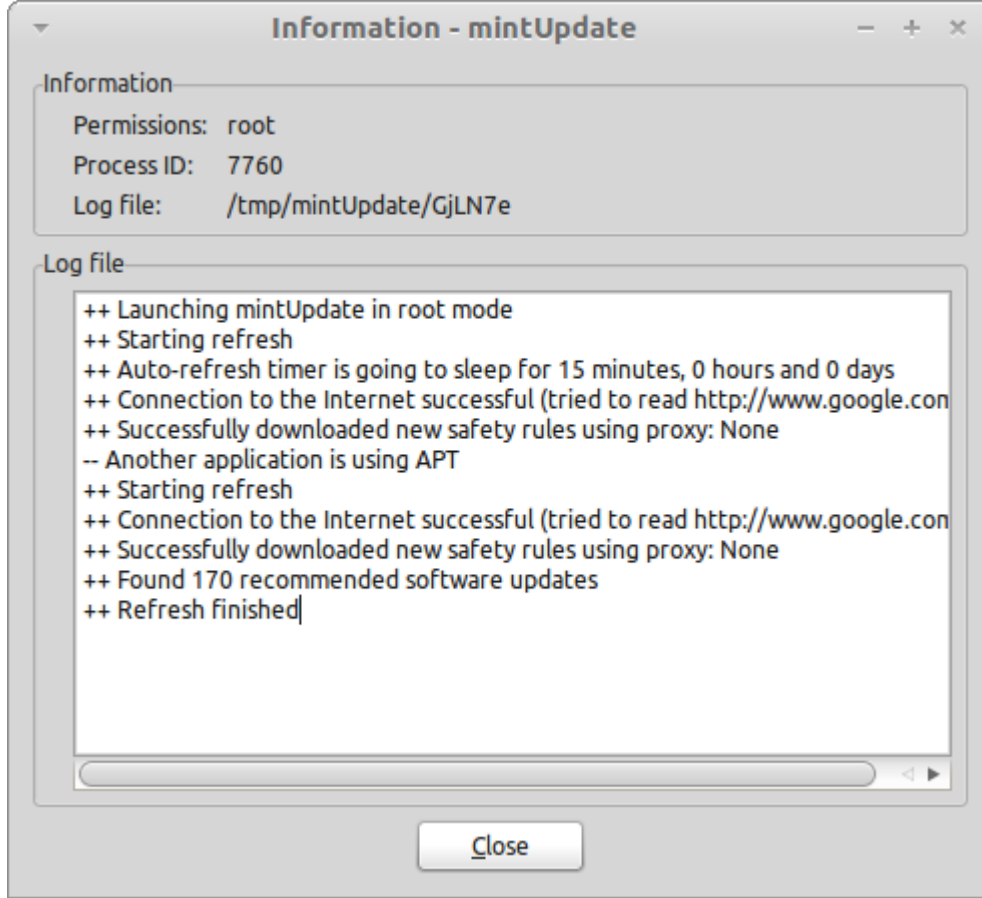 Information - mintUpdate
Information
Permissions: root
Process ID: 7760
Log file: /tmp/mintUpdate/GjLN7e
Log file
++ Launching mintUpdate in root mode
++ Starting refresh
++ Auto-refresh timer is going to sleep for 15 minutes, 0 hours and 0 days
++ Connection to the Internet successful (tried to read http://www.google.com
++ Successfully downloaded new safety rules using proxy: None
-- Another application is using APT
++ Starting refresh
++ Connection to the Internet successful (tried to read http://www.google.com
++ Successfully downloaded new safety rules using proxy: None
++ Found 170 recommended software updates
++ Refresh finished
Close